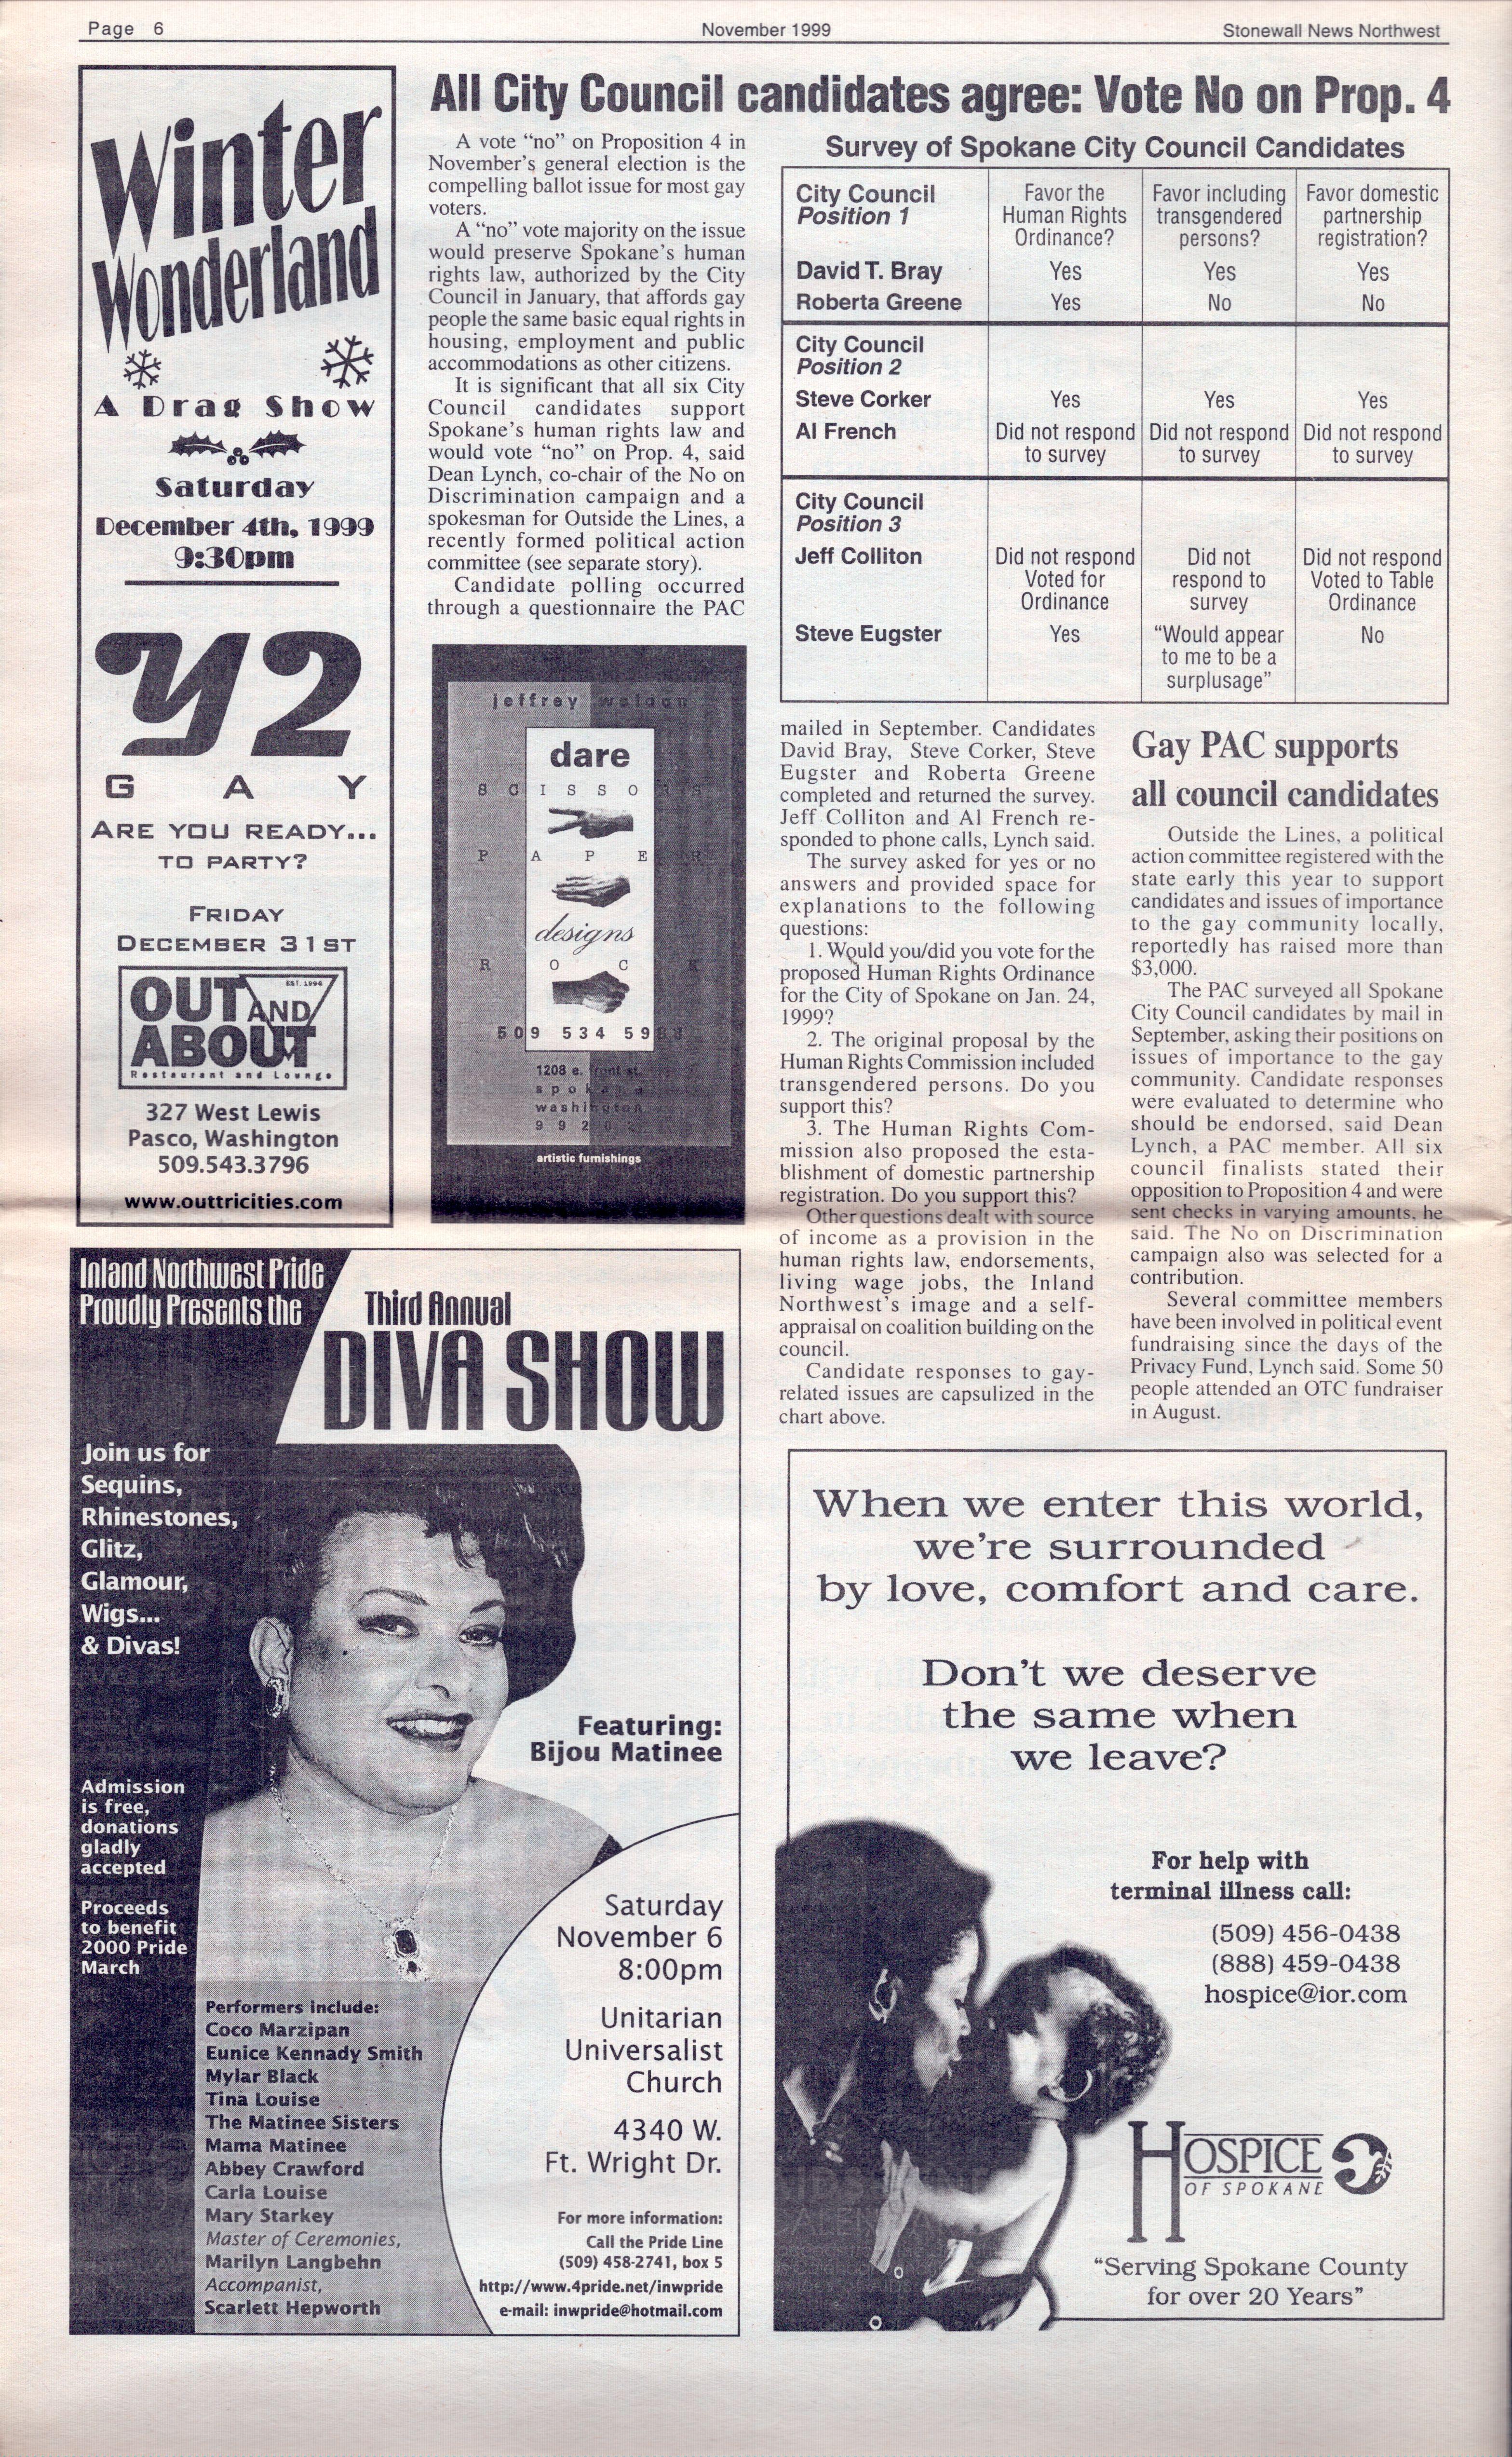 Page 6
November 1999
Stonewall News Northwest
Winter
Wonderland
A Drag Show
Saturday
December 4th, 1999
9:30pm
Y2
GAY
ARE YOU READY...
TO PARTY?
FRIDAY
DECEMBER 31ST
OUT AND
ABOUT
EST. 1996
Restaurant and Lounge
327 West Lewis
Pasco, Washington
509.543.3796
www.outtricities.com
All City Council candidates agree: Vote No on Prop. 4
A vote “no” on Proposition 4 in
November’s general election is the
compelling ballot issue for most gay
voters.
A “no” vote majority on the issue
would preserve Spokane’s human
rights law, authorized by the City
Council in January, that affords gay
people the same basic equal rights in
housing, employment and public
accommodations as other citizens.
It is significant that all six City
Council candidates support
Spokane’s human rights law and
would vote “no” on Prop. 4, said
Dean Lynch, co-chair of the No on
Discrimination campaign and a
spokesman for Outside the Lines, a
recently formed political action
committee (see separate story).
Candidate polling occurred
through a questionnaire the PAC
jeffrey weldon
dare
SCISSORS
PAPER
designs
ROCK
509 534 5988
1208 e. front st.
spokane
washington
99202
artistic furnishings
Survey of Spokane City Council Candidates
City Council
Position 1
Favor the
Human Rights
Ordinance?
Favor including
transgendered
persons?
Favor domestic
partnership
registration?
David T. Bray Yes Yes Yes
Roberta Greene Yes No No
City Council
Position 2
Steve Corker Yes Yes Yes
Al French Did not respond Did not respond Did not respond
to survey to survey to survey
City Council
Position 3
Jeff Colliton Did not respond Did not Did not respond
Voted for respond to Voted to Table
Ordinance survey Ordinance
Steve Eugster Yes “Would appear No
to me to be a
surplusage”
mailed in September. Candidates
David Bray, Steve Corker, Steve
Eugster and Roberta Greene
completed and returned the survey.
Jeff Colliton and Al French re-
sponded to phone calls, Lynch said.
The survey asked for yes or no
answers and provided space for
explanations to the following
questions:
1. Would you/did you vote for the
proposed Human Rights Ordinance
for the City of Spokane on Jan. 24,
1999?
2. The original proposal by the
Human Rights Commission included
transgendered persons. Do you
support this?
3. The Human Rights Com-
mission also proposed the esta-
blishment of domestic partnership
registration. Do you support this?
Other questions dealt with source
of income as a provision in the
human rights law, endorsements,
living wage jobs, the Inland
Northwest’s image and a self-
appraisal on coalition building on the
council.
Candidate responses to gay-
related issues are capsulized in the
chart above.
Gay PAC supports
all council candidates
Outside the Lines, a political
action committee registered with the
state early this year to support
candidates and issues of importance
to the gay community locally,
reportedly has raised more than
$3,000.
The PAC surveyed all Spokane
City Council candidates by mail in
September, asking their positions on
issues of importance to the gay
community. Candidate responses
were evaluated to determine who
should be endorsed, said Dean
Lynch, a PAC member. All six
council finalists stated their
opposition to Proposition 4 and were
sent checks in varying amounts, he
said. The No on Discrimination
campaign also was selected for a
contribution.
Several committee members
have been involved in political event
fundraising since the days of the
Privacy Fund, Lynch said. Some 50
people attended an OTC fundraiser
in August.
Inland Northwest Pride
Proudly Presents the
Third Annual
DIVA SHOW
Join us for
Sequins,
Rhinestones,
Glitz,
Glamour,
Wigs...
& Divas!
Featuring:
Bijou Matinee
Admission
is free,
donations
gladly
accepted
Proceeds
to benefit
2000 Pride
March
Performers include:
Coco Marzipan
Eunice Kennady Smith
Mylar Black
Tina Louise
The Matinee Sisters
Mama Matinee
Abbey Crawford
Carla Louise
Mary Starkey
Master of Ceremonies,
Marilyn Langbehn
Accompanist,
Scarlett Hepworth
Saturday
November 6
8:00pm
Unitarian
Universalist
Church
4340 W.
Ft. Wright Dr.
For more information:
Call the Pride Line
(509) 458-2741, box 5
http://www.4pride.net/inwpride
e-mail: inwpride@hotmail.com
When we enter this world,
we’re surrounded
by love, comfort and care.
Don’t we deserve
the same when
we leave?
For help with
terminal illness call:
(509) 456-0438
(888) 459-0438
hospice@ior.com
HOSPICE
OF SPOKANE
“Serving Spokane County
for over 20 Years”